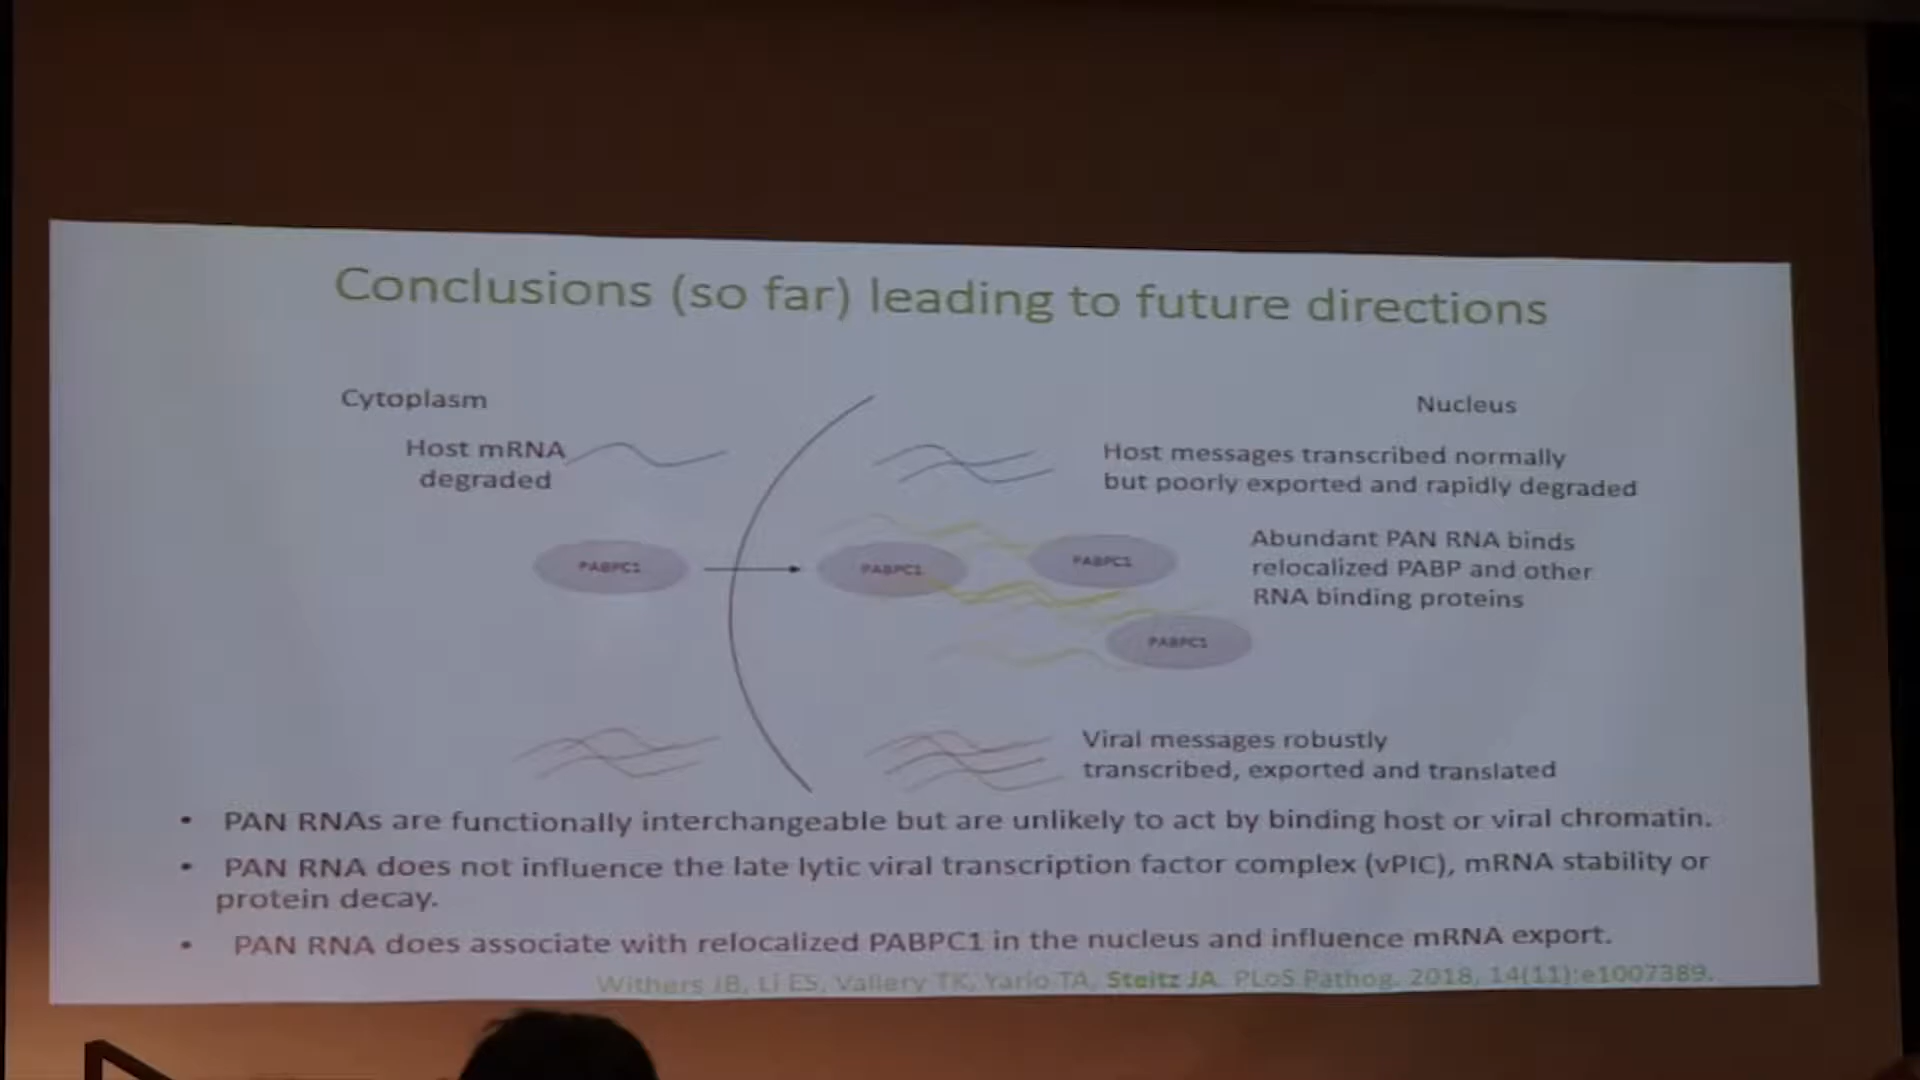 Conclusions (so far) leading to future directions
Cytoplasm
Nucleus
Host mRNA
degraded
Host messages transcribed normally
but poorly exported and rapidly degraded
Abundant PAN RNA binds
relocalized PABP and other
RNA binding proteins
PABPC1
PABPC1
PABPC1
PABPC1
Viral messages robustly
transcribed, exported and translated
• PAN RNAs are functionally interchangeable but are unlikely to act by binding host or viral chromatin.
• PAN RNA does not influence the late lytic viral transcription factor complex (vPIC), mRNA stability or
protein decay.
• PAN RNA does associate with relocalized PABPC1 in the nucleus and influence mRNA export.
Withers JB, Li ES, Vallery TK, Yario TA, Steitz JA. PLoS Pathog. 2018, 14(11):e1007389.